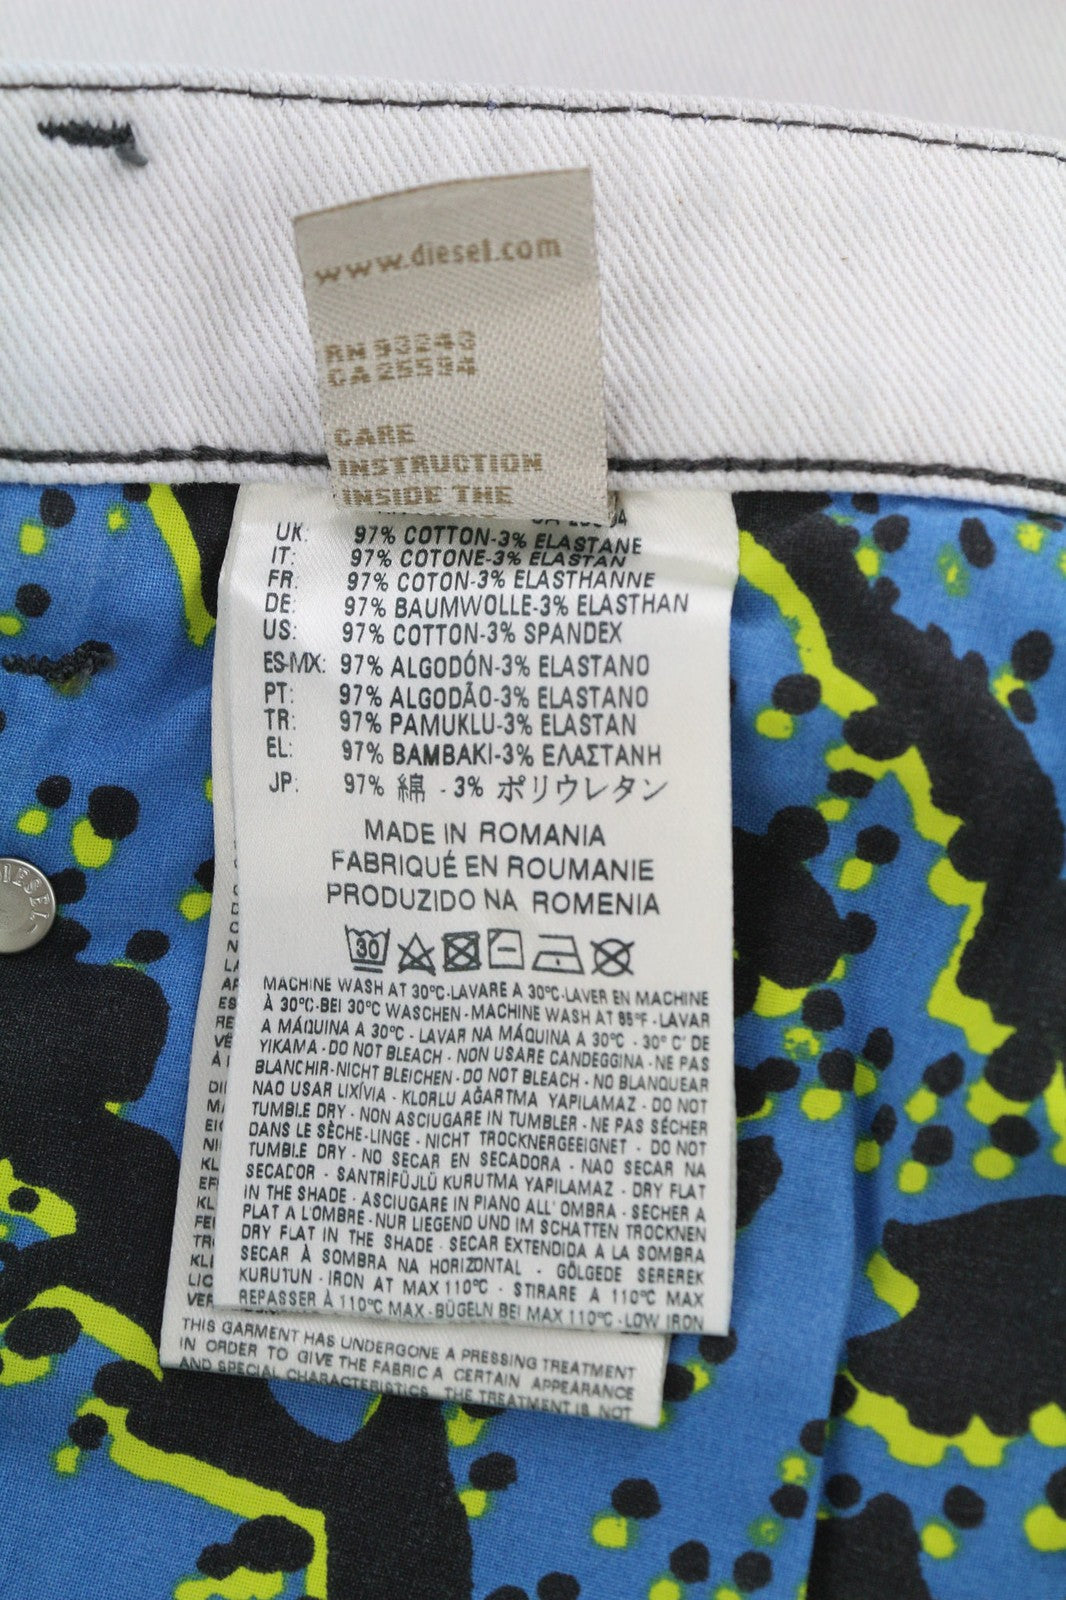 www.diesel.com
RN 93243
CA 25594
CARE
INSTRUCTION
INSIDE THE
UK: 97% COTTON-3% ELASTANE
IT: 97% COTONE-3% ELASTAN
FR: 97% COTON-3% ELASTHANNE
DE: 97% BAUMWOLLE-3% ELASTHAN
US: 97% COTTON-3% SPANDEX
ES-MX: 97% ALGODÓN-3% ELASTANO
PT: 97% ALGODÃO-3% ELASTANO
TR: 97% PAMUKLU-3% ELASTAN
EL: 97% BAMBAKI-3% ΕΛΑΣΤΑΝΗ
JP: 97% 綿 - 3% ポリウレタン
MADE IN ROMANIA
FABRIQUÉ EN ROUMANIE
PRODUZIDO NA ROMENIA
30
MACHINE WASH AT 30°C-LAVARE A 30°C-LAVER EN MACHINE
À 30°C-BEI 30°C WASCHEN-MACHINE WASH AT 85°F-LAVAR
A MÁQUINA A 30°C - LAVAR NA MÁQUINA A 30°C - 30° C' DE
YIKAMA - DO NOT BLEACH - NON USARE CANDEGGINA - NE PAS
BLANCHIR-NICHT BLEICHEN - DO NOT BLEACH - NO BLANQUEAR
NAO USAR LIXÍVIA - KLORLU AĞARTMA YAPILAMAZ - DO NOT
TUMBLE DRY - NON ASCIUGARE IN TUMBLER - NE PAS SÉCHER
DANS LE SÈCHE-LINGE - NICHT TROCKNERGEEIGNET - DO NOT
TUMBLE DRY - NO SECAR EN SECADORA - NAO SECAR NA
SECADOR - SANTRİFÜJLÜ KURUTMA YAPILAMAZ - DRY FLAT
IN THE SHADE - ASCIUGARE IN PIANO ALL' OMBRA - SÉCHER A
PLAT A L'OMBRE-NUR LIEGEND UND IM SCHATTEN TROCKNEN
DRY FLAT IN THE SHADE - SECAR EXTENDIDA A LA SOMBRA
SECAR À SOMBRA NA HORIZONTAL - GÖLGEDE SEREREK
KURUTUN - IRON AT MAX 110°C - STIRARE A 110°C MAX
REPASSER À 110°C MAX-BÜGELN BEI MAX 110°C-LOW IRON
THIS GARMENT HAS UNDERGONE A PRESSING TREATMENT
IN ORDER TO GIVE THE FABRIC A CERTAIN APPEARANCE
AND SPECIAL CHARACTERISTICS. THE TREATMENT IS NOT
DIESEL